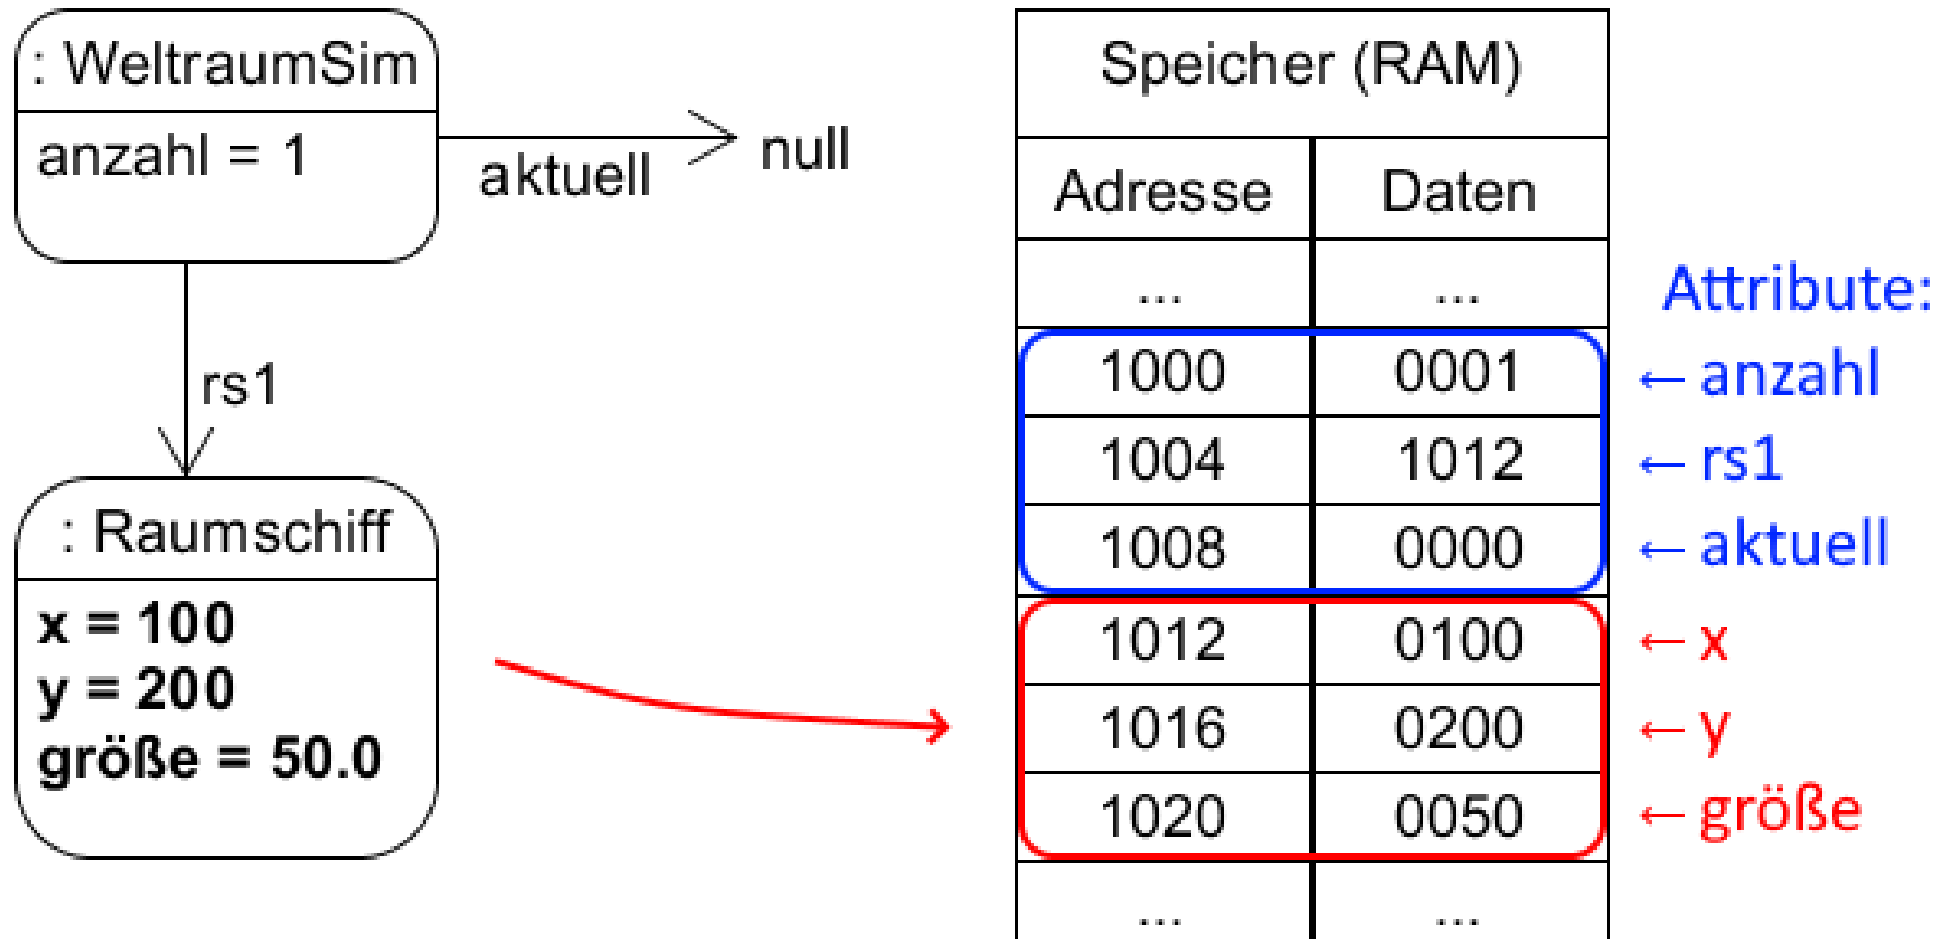 : WeltraumSim
anzahl = 1
aktuell
null
rs1
: Raumschiff
x = 100
y = 200
größe = 50.0
Speicher (RAM)
Adresse Daten
... ...
Attribute:
1000 0001 ← anzahl
1004 1012 ← rs1
1008 0000 ← aktuell
1012 0100 ← x
1016 0200 ← y
1020 0050 ← größe
... ...